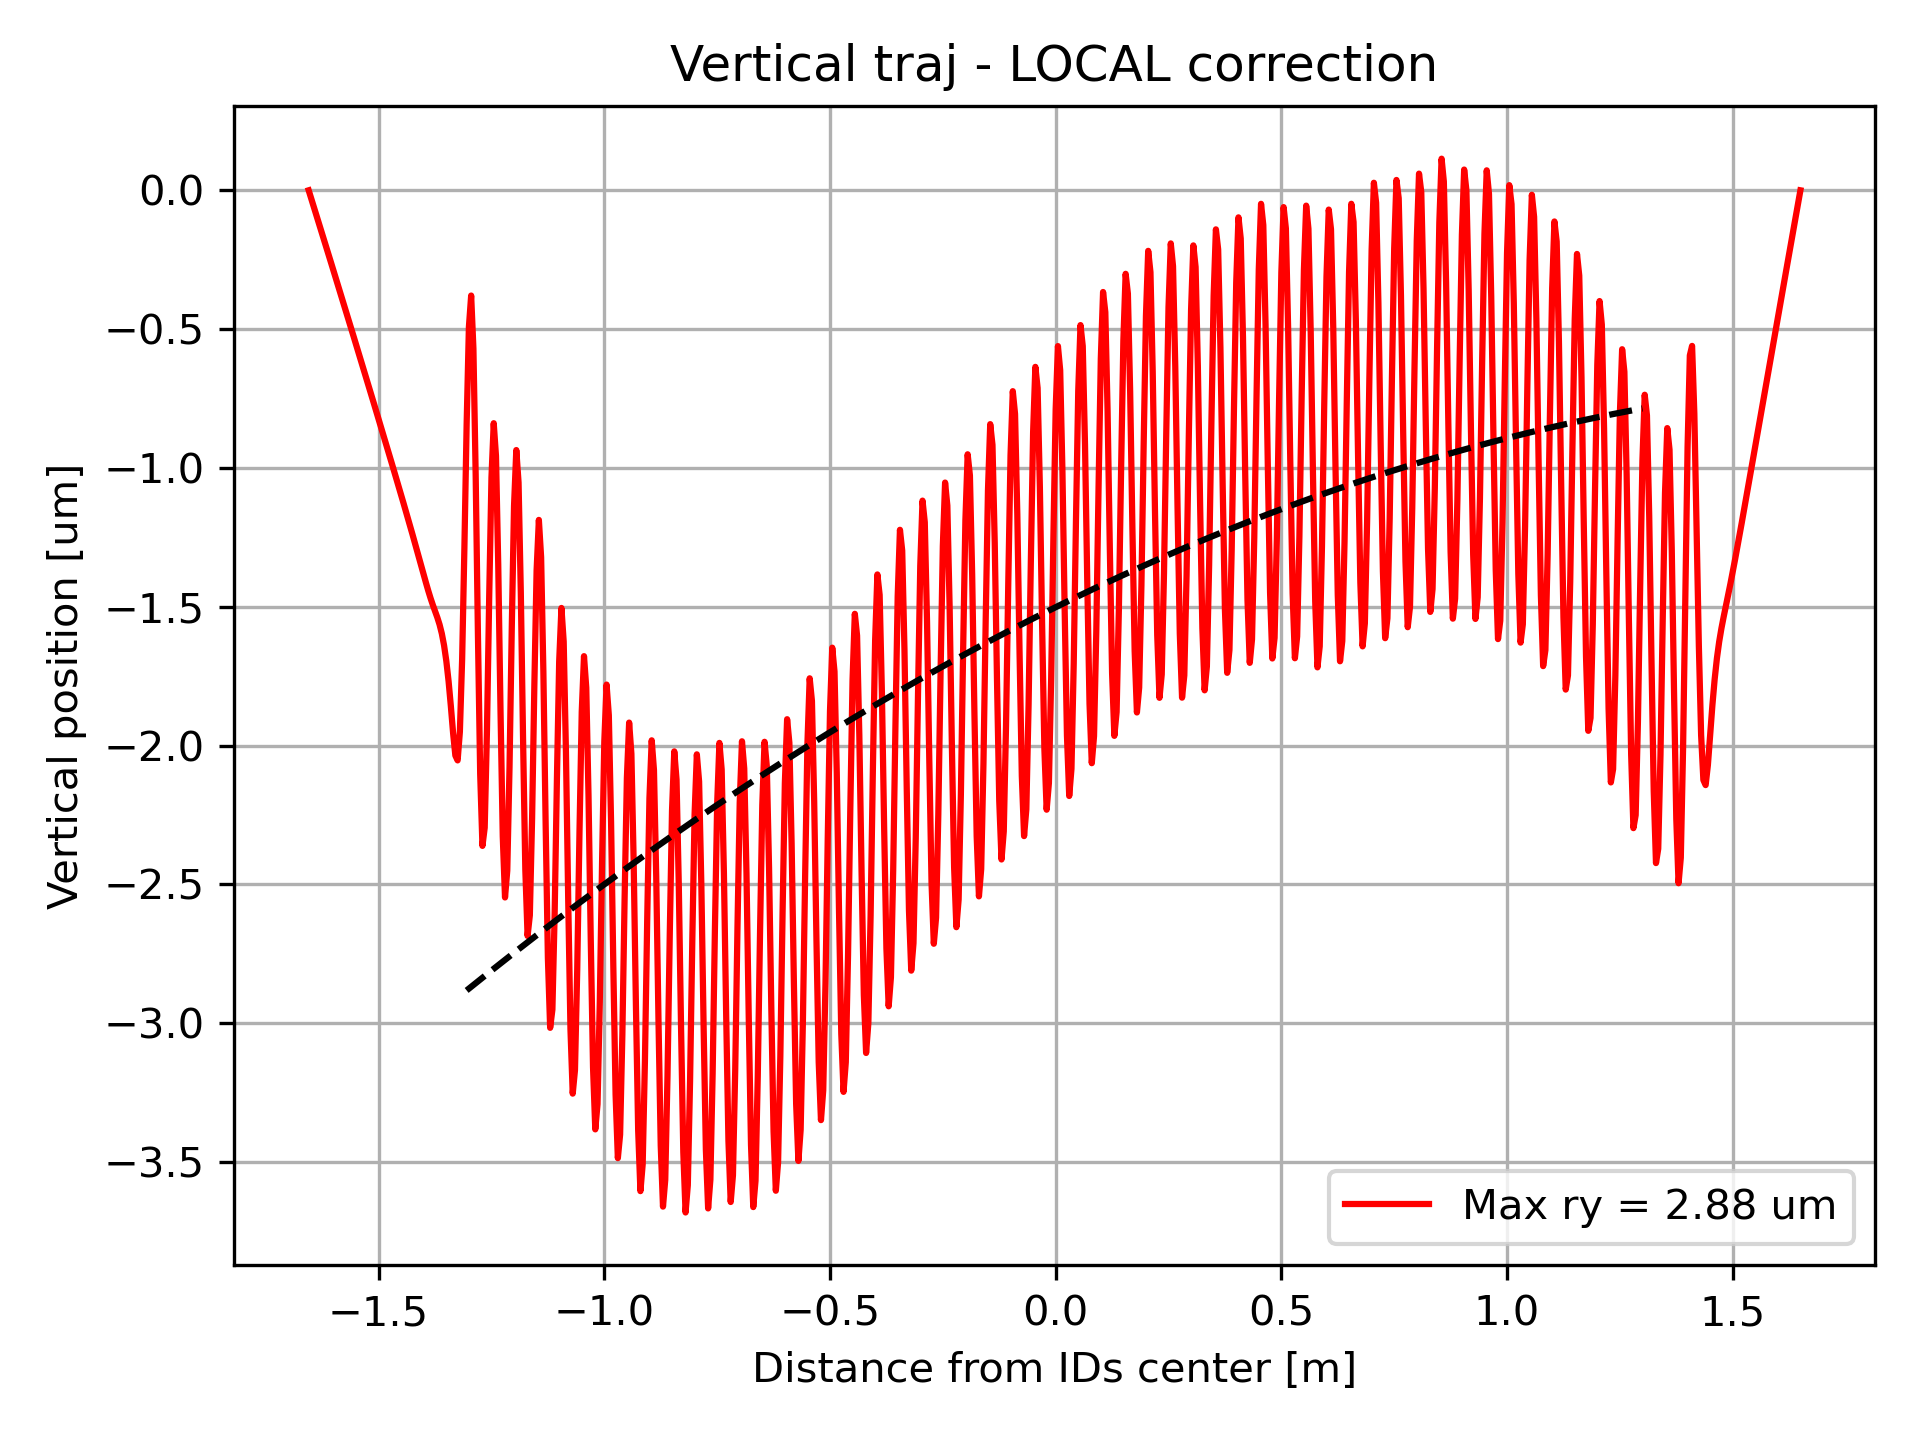 Vertical traj - LOCAL correction
0.0
−0.5
−1.0
−1.5
−2.0
−2.5
−3.0
−3.5
Vertical position [um]
Max ry = 2.88 um
−1.5 −1.0 −0.5 0.0 0.5 1.0 1.5
Distance from IDs center [m]